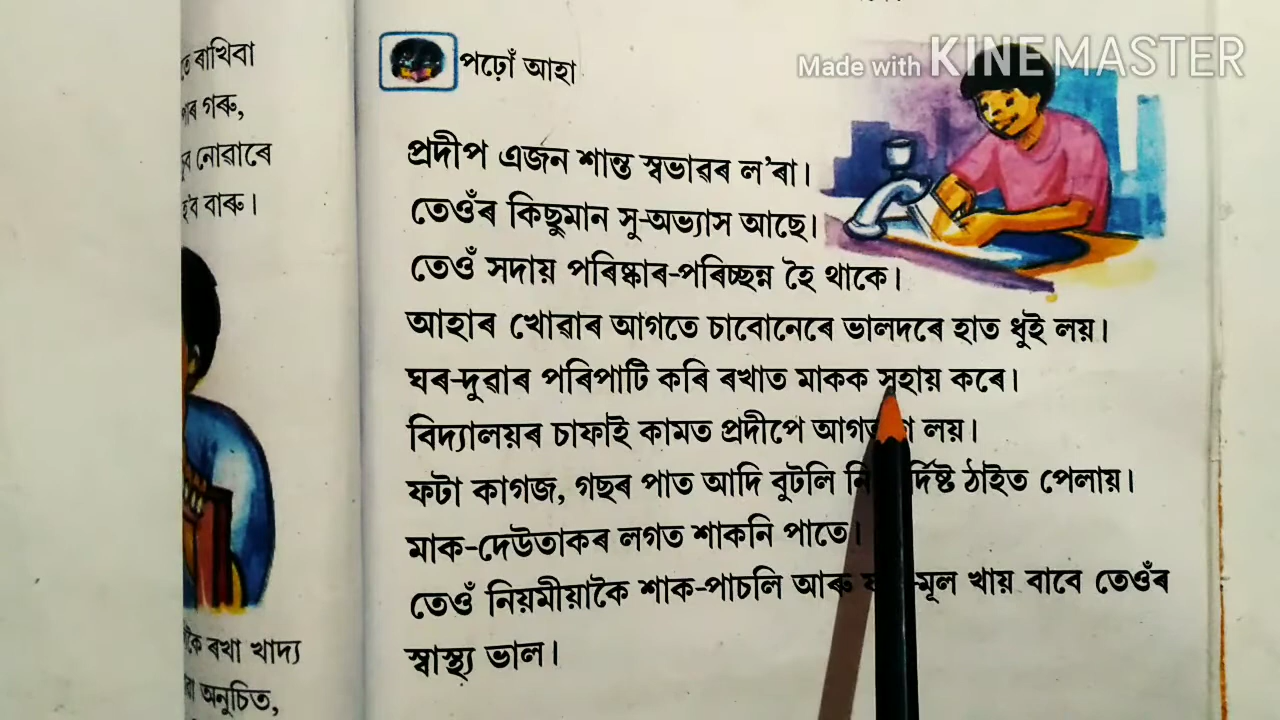 ৰাখিবা
গৰু,
নোৱাৰে
হ'ব বাৰু।
ৰখা খাদ্য
অনুচিত,
পঢ়োঁ আহা
Made with KINEMASTER
প্ৰদীপ এজন শান্ত স্বভাৱৰ ল'ৰা।
তেওঁৰ কিছুমান সু-অভ্যাস আছে।
তেওঁ সদায় পৰিষ্কাৰ-পৰিচ্ছন্ন হৈ থাকে।
আহাৰ খোৱাৰ আগতে চাবোনেৰে ভালদৰে হাত ধুই লয়।
ঘৰ-দুৱাৰ পৰিপাটি কৰি ৰখাত মাকক সহায় কৰে।
বিদ্যালয়ৰ চাফাই কামত প্ৰদীপে লয়।
ফটা কাগজ, গছৰ পাত আদি বুটলি ঠাইত পেলায়।
মাক-দেউতাকৰ লগত শাকনি পাতে।
তেওঁ নিয়মীয়াকৈ শাক-পাচলি আৰু খায় বাবে তেওঁৰ
স্বাস্থ্য ভাল।